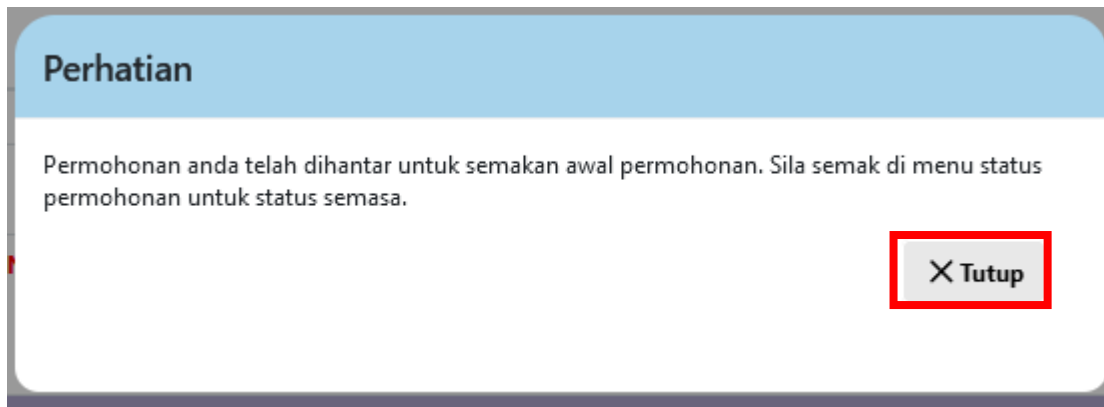 Perhatian
Permohonan anda telah dihantar untuk semakan awal permohonan. Sila semak di menu status
permohonan untuk status semasa.
Tutup